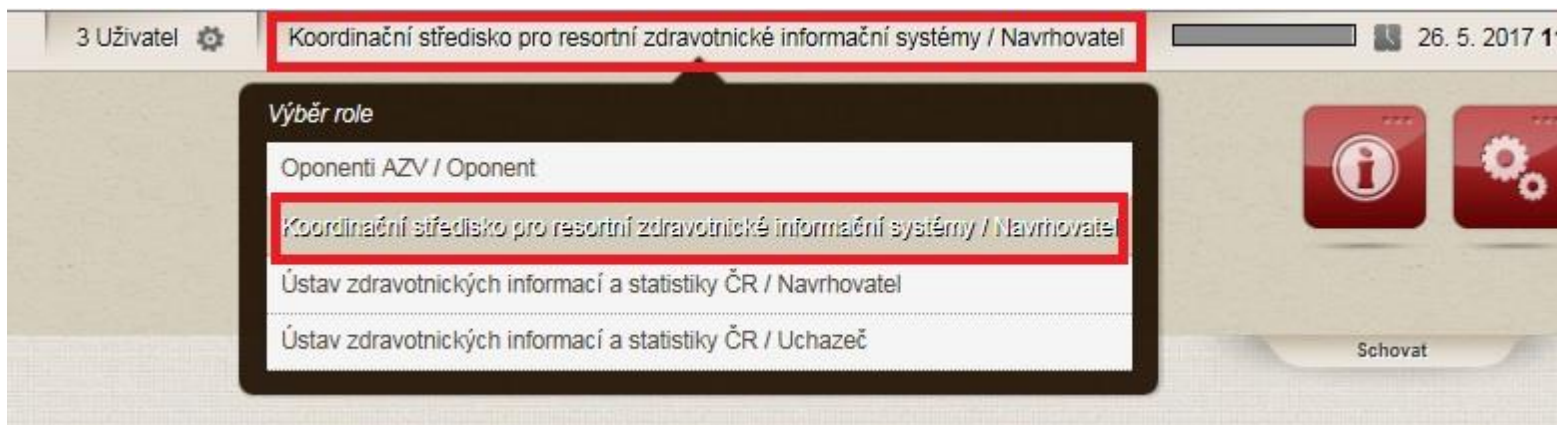 3 Uživatel Koordinační středisko pro resortní zdravotnické informační systémy / Navrhovatel 26. 5. 2017
Výběr role
Oponenti AZV / Oponent
Koordinační středisko pro resortní zdravotnické informační systémy / Navrhovatel
Ústav zdravotnických informací a statistiky ČR / Navrhovatel
Ústav zdravotnických informací a statistiky ČR / Uchazeč
Schovat